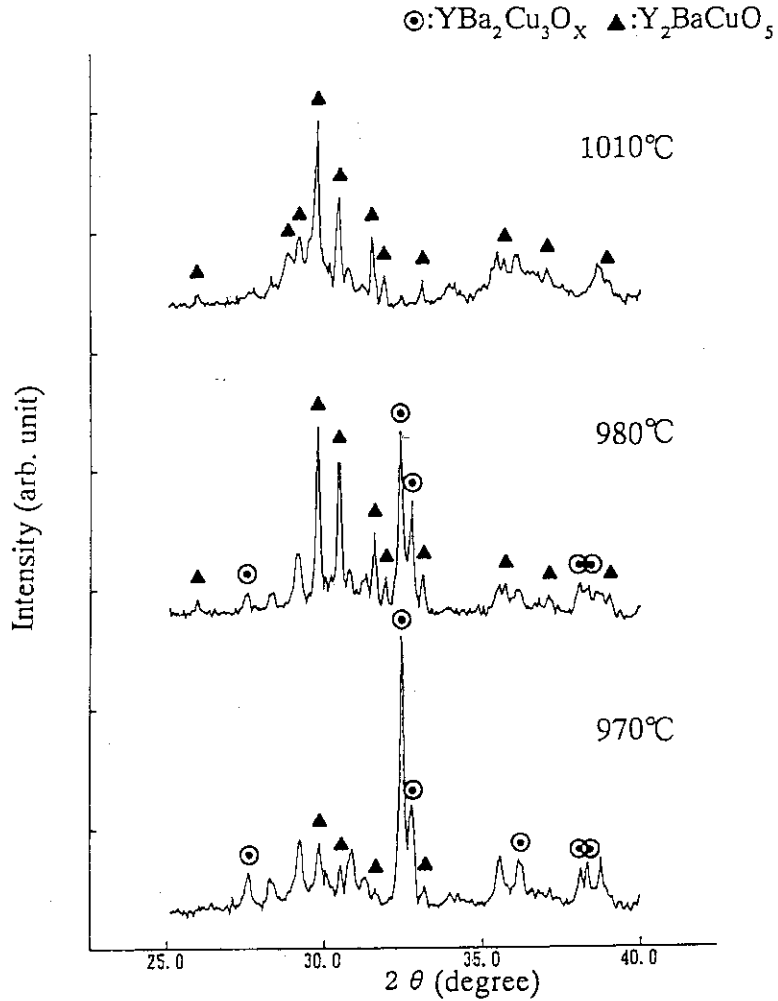 ⊙:YBa₂Cu₃Oₓ ▲:Y₂BaCuO₅
1010℃
980℃
970℃
Intensity (arb. unit)
25.0 30.0 35.0 40.0
2 θ (degree)